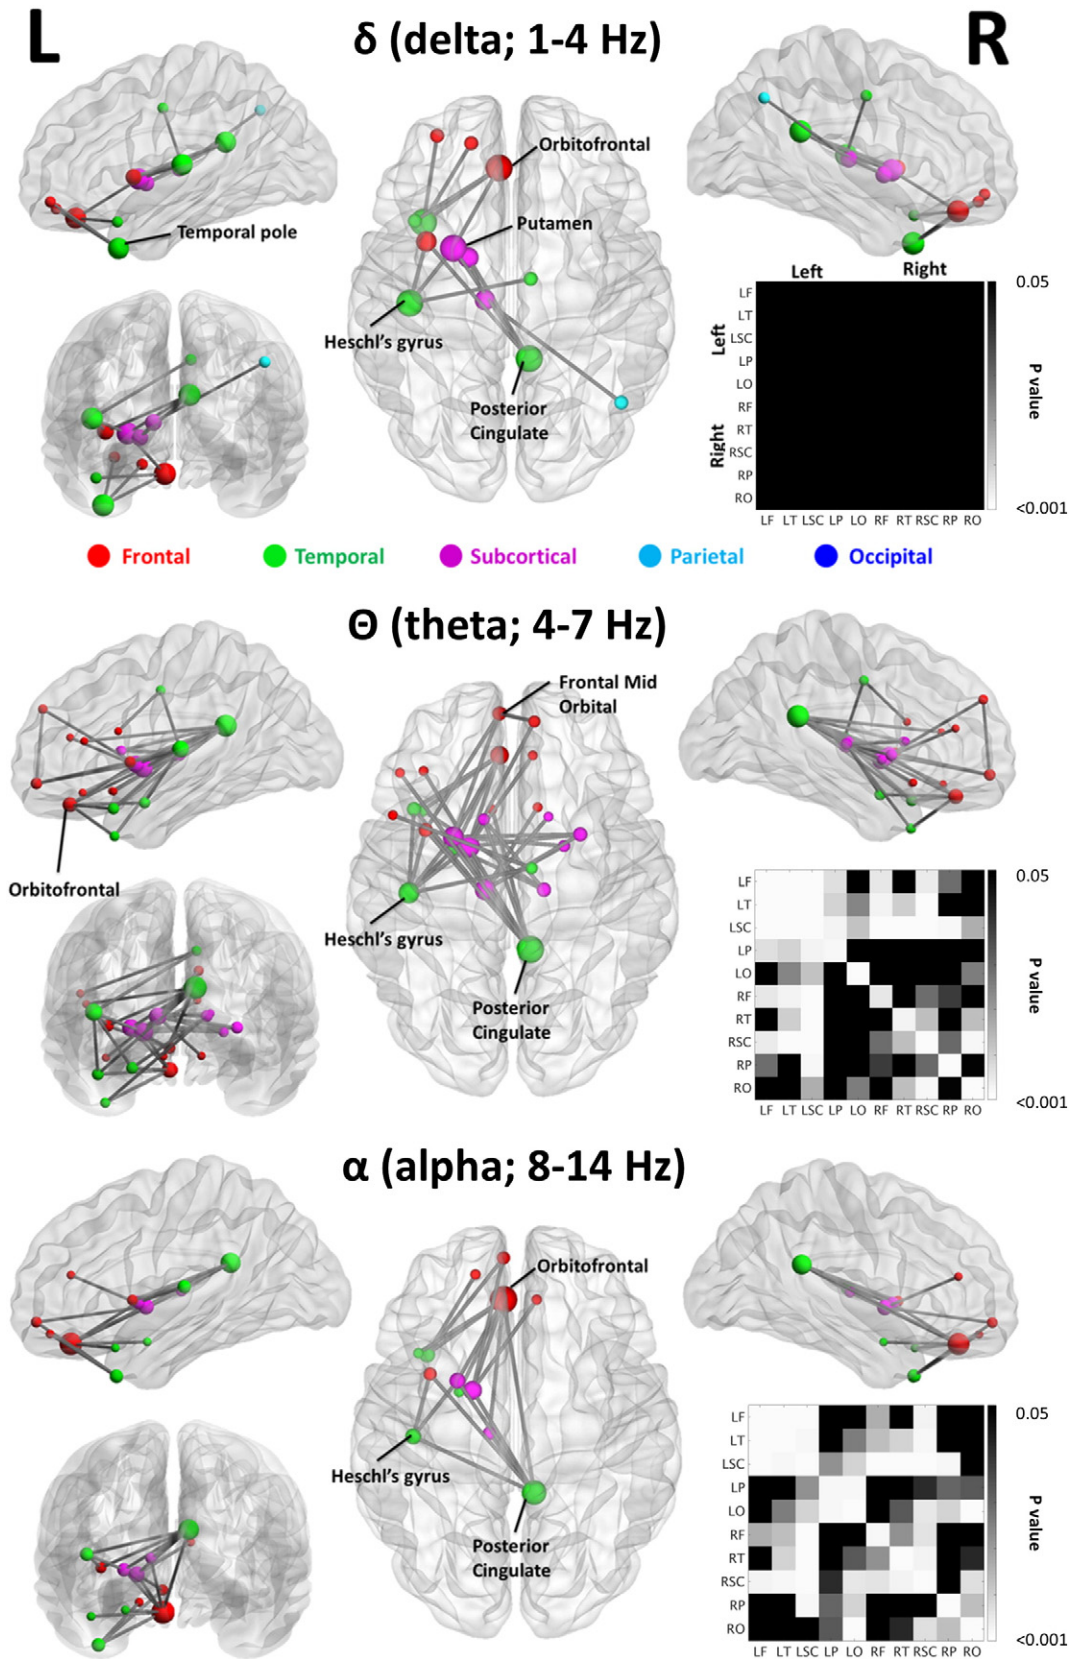 L
δ (delta; 1-4 Hz)
R
Orbitofrontal
Putamen
Temporal pole
Heschl's gyrus
Posterior
Cingulate
Left
Right
Left
Right
LF
LT
LSC
LP
LO
RF
RT
RSC
RP
RO
LF LT LSC LP LO RF RT RSC RP RO
0.05
P value
<0.001
Frontal
Temporal
Subcortical
Parietal
Occipital
Θ (theta; 4-7 Hz)
Frontal Mid
Orbital
Orbitofrontal
Heschl's gyrus
Posterior
Cingulate
LF
LT
LSC
LP
LO
RF
RT
RSC
RP
RO
LF LT LSC LP LO RF RT RSC RP RO
0.05
P value
<0.001
α (alpha; 8-14 Hz)
Orbitofrontal
Heschl's gyrus
Posterior
Cingulate
LF
LT
LSC
LP
LO
RF
RT
RSC
RP
RO
LF LT LSC LP LO RF RT RSC RP RO
0.05
P value
<0.001